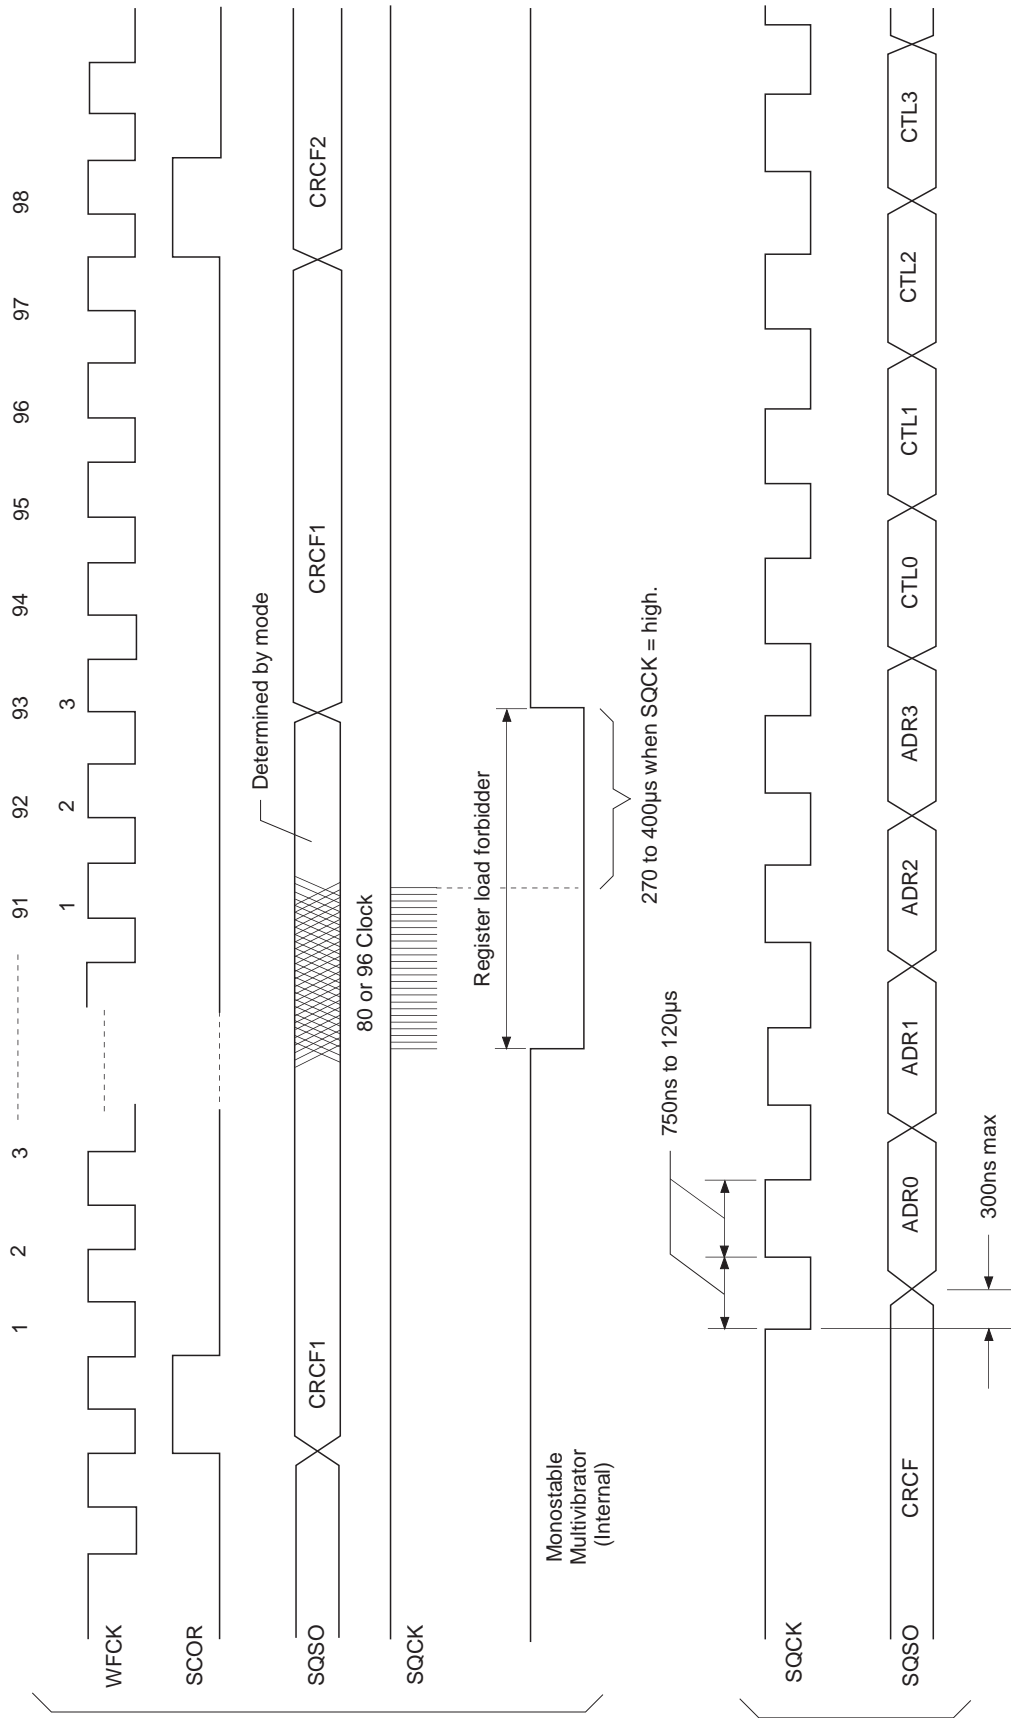 1 2 3 91 92 93 94 95 96 97 98
1 2 3
WFCK
SCOR
Determined by mode
SQSO
CRCF1
CRCF1
CRCF2
80 or 96 Clock
SQCK
Register load forbidder
Monostable
Multivibrator
(Internal)
270 to 400µs when SQCK = high.
750ns to 120µs
SQCK
SQSO
CRCF
ADR0
ADR1
ADR2
ADR3
CTL0
CTL1
CTL2
CTL3
300ns max